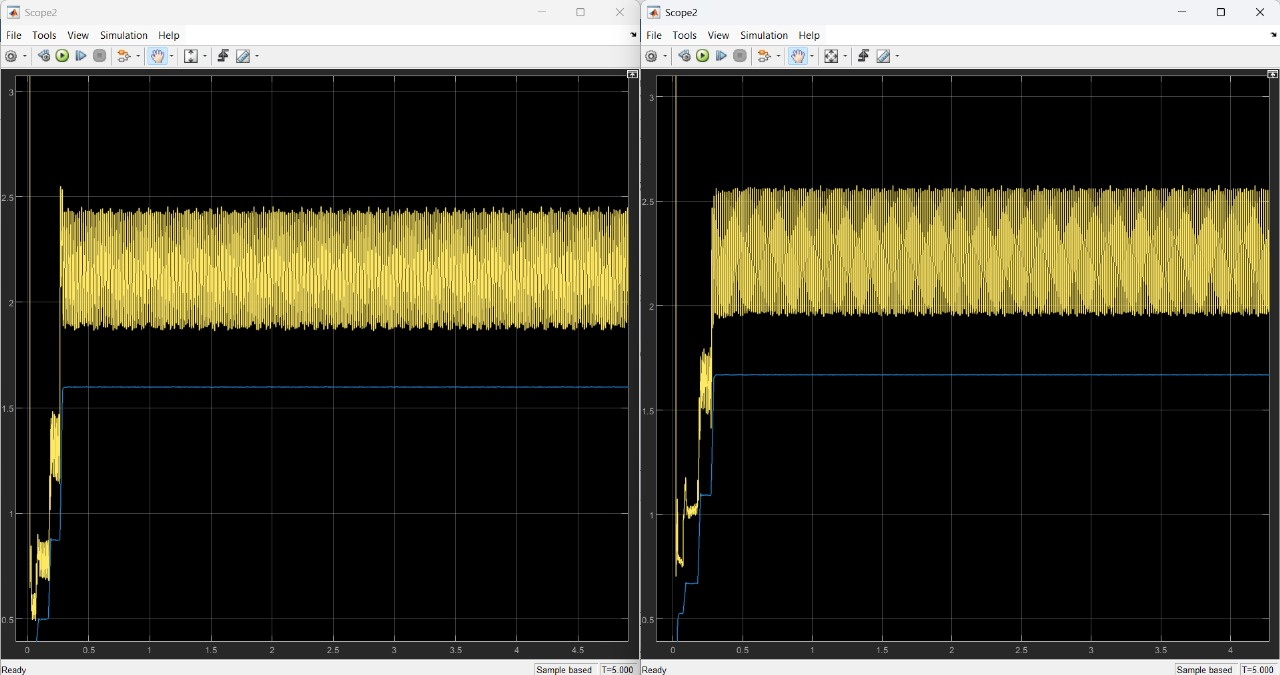 Scope2
File Tools View Simulation Help
3
2.5
2
1.5
1
0.5
0 0.5 1 1.5 2 2.5 3 3.5 4 4.5
Ready Sample based T=5.000
Scope2
File Tools View Simulation Help
3
2.5
2
1.5
1
0.5
0 0.5 1 1.5 2 2.5 3 3.5 4
Ready Sample based T=5.000